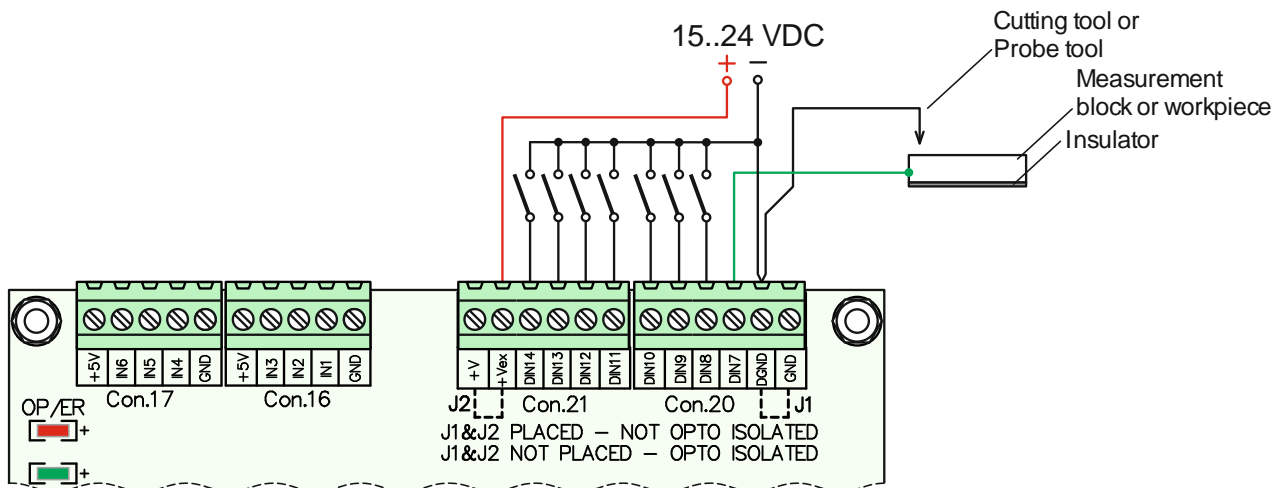 15..24 VDC
+ –
Cutting tool or
Probe tool
Measurement
block or workpiece
Insulator
+5V IN6 IN5 IN4 GND
+5V IN3 IN2 IN1 GND
+V +Vex DIN14 DIN13 DIN12 DIN11
DIN10 DIN9 DIN8 DIN7 DGND GND
Con.17
Con.16
J2
Con.21
Con.20
J1
OP/ER
+
+
J1&J2 PLACED – NOT OPTO ISOLATED
J1&J2 NOT PLACED – OPTO ISOLATED